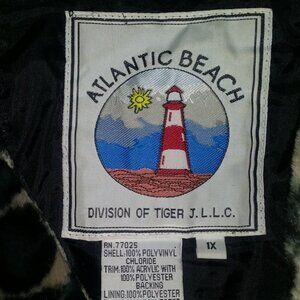 ATLANTIC BEACH
DIVISION OF TIGER J. L.L.C.
RN. 77025
SHELL:100% POLYVINYL
CHLORIDE
TRIM:100% ACRYLIC WITH
100% POLYESTER
BACKING
LINING:100% POLYESTER
1X